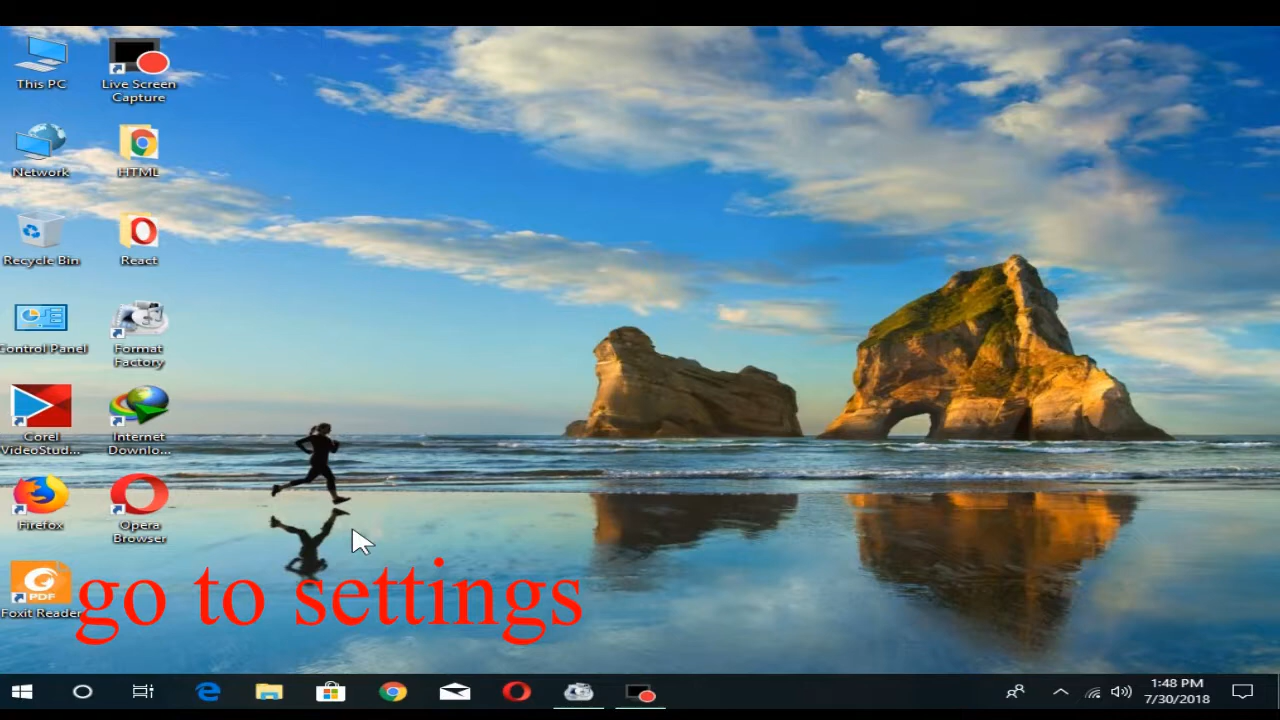 This PC
Live Screen
Capture
Network
HTML
Recycle Bin
React
Control Panel
Format
Factory
Corel
VideoStud...
Internet
Downlo...
Firefox
Opera
Browser
PDF
Foxit Reader
go to settings
1:48 PM
7/30/2018